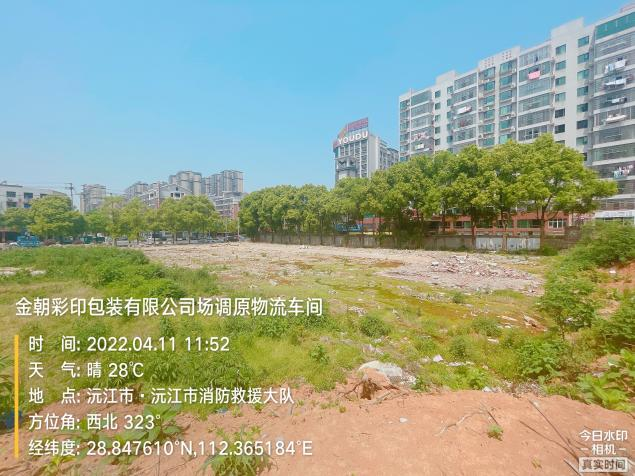 YOUDU
金朝彩印包装有限公司场调原物流车间
时 间: 2022.04.11 11:52
天 气: 晴 28℃
地 点: 沅江市·沅江市消防救援大队
方位角: 西北 323°
经纬度: 28.847610°N,112.365184°E
今日水印
-相机-
真实时间